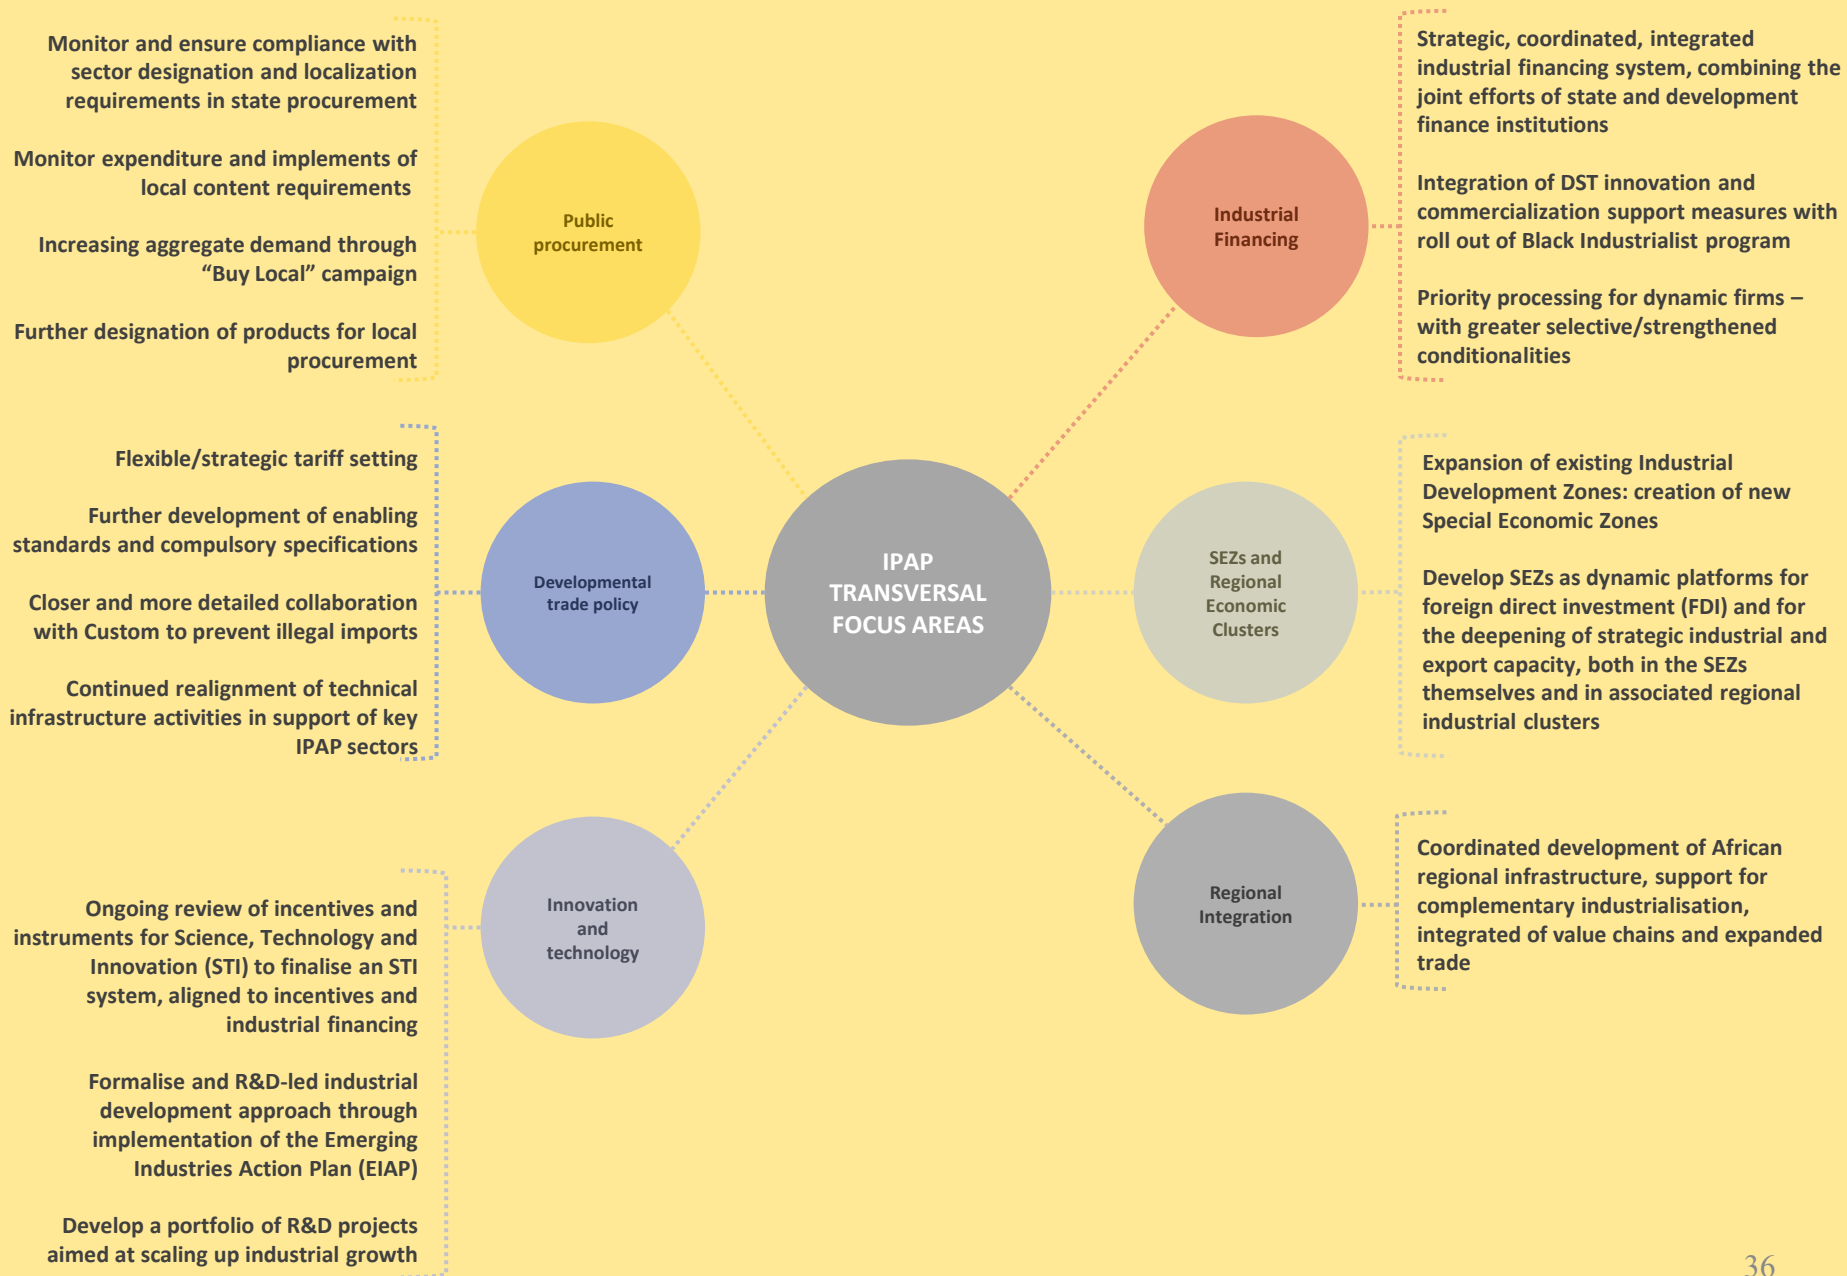 Monitor and ensure compliance with
sector designation and localization
requirements in state procurement
Monitor expenditure and implements of
local content requirements
Increasing aggregate demand through
“Buy Local” campaign
Further designation of products for local
procurement
Public
procurement
Flexible/strategic tariff setting
Further development of enabling
standards and compulsory specifications
Closer and more detailed collaboration
with Custom to prevent illegal imports
Continued realignment of technical
infrastructure activities in support of key
IPAP sectors
Developmental
trade policy
Ongoing review of incentives and
instruments for Science, Technology and
Innovation (STI) to finalise an STI
system, aligned to incentives and
industrial financing
Formalise and R&D-led industrial
development approach through
implementation of the Emerging
Industries Action Plan (EIAP)
Develop a portfolio of R&D projects
aimed at scaling up industrial growth
Innovation
and
technology
IPAP
TRANSVERSAL
FOCUS AREAS
Industrial
Financing
Strategic, coordinated, integrated
industrial financing system, combining the
joint efforts of state and development
finance institutions
Integration of DST innovation and
commercialization support measures with
roll out of Black Industrialist program
Priority processing for dynamic firms –
with greater selective/strengthened
conditionalities
SEZs and
Regional
Economic
Clusters
Expansion of existing Industrial
Development Zones: creation of new
Special Economic Zones
Develop SEZs as dynamic platforms for
foreign direct investment (FDI) and for
the deepening of strategic industrial and
export capacity, both in the SEZs
themselves and in associated regional
industrial clusters
Regional
Integration
Coordinated development of African
regional infrastructure, support for
complementary industrialisation,
integrated of value chains and expanded
trade
36